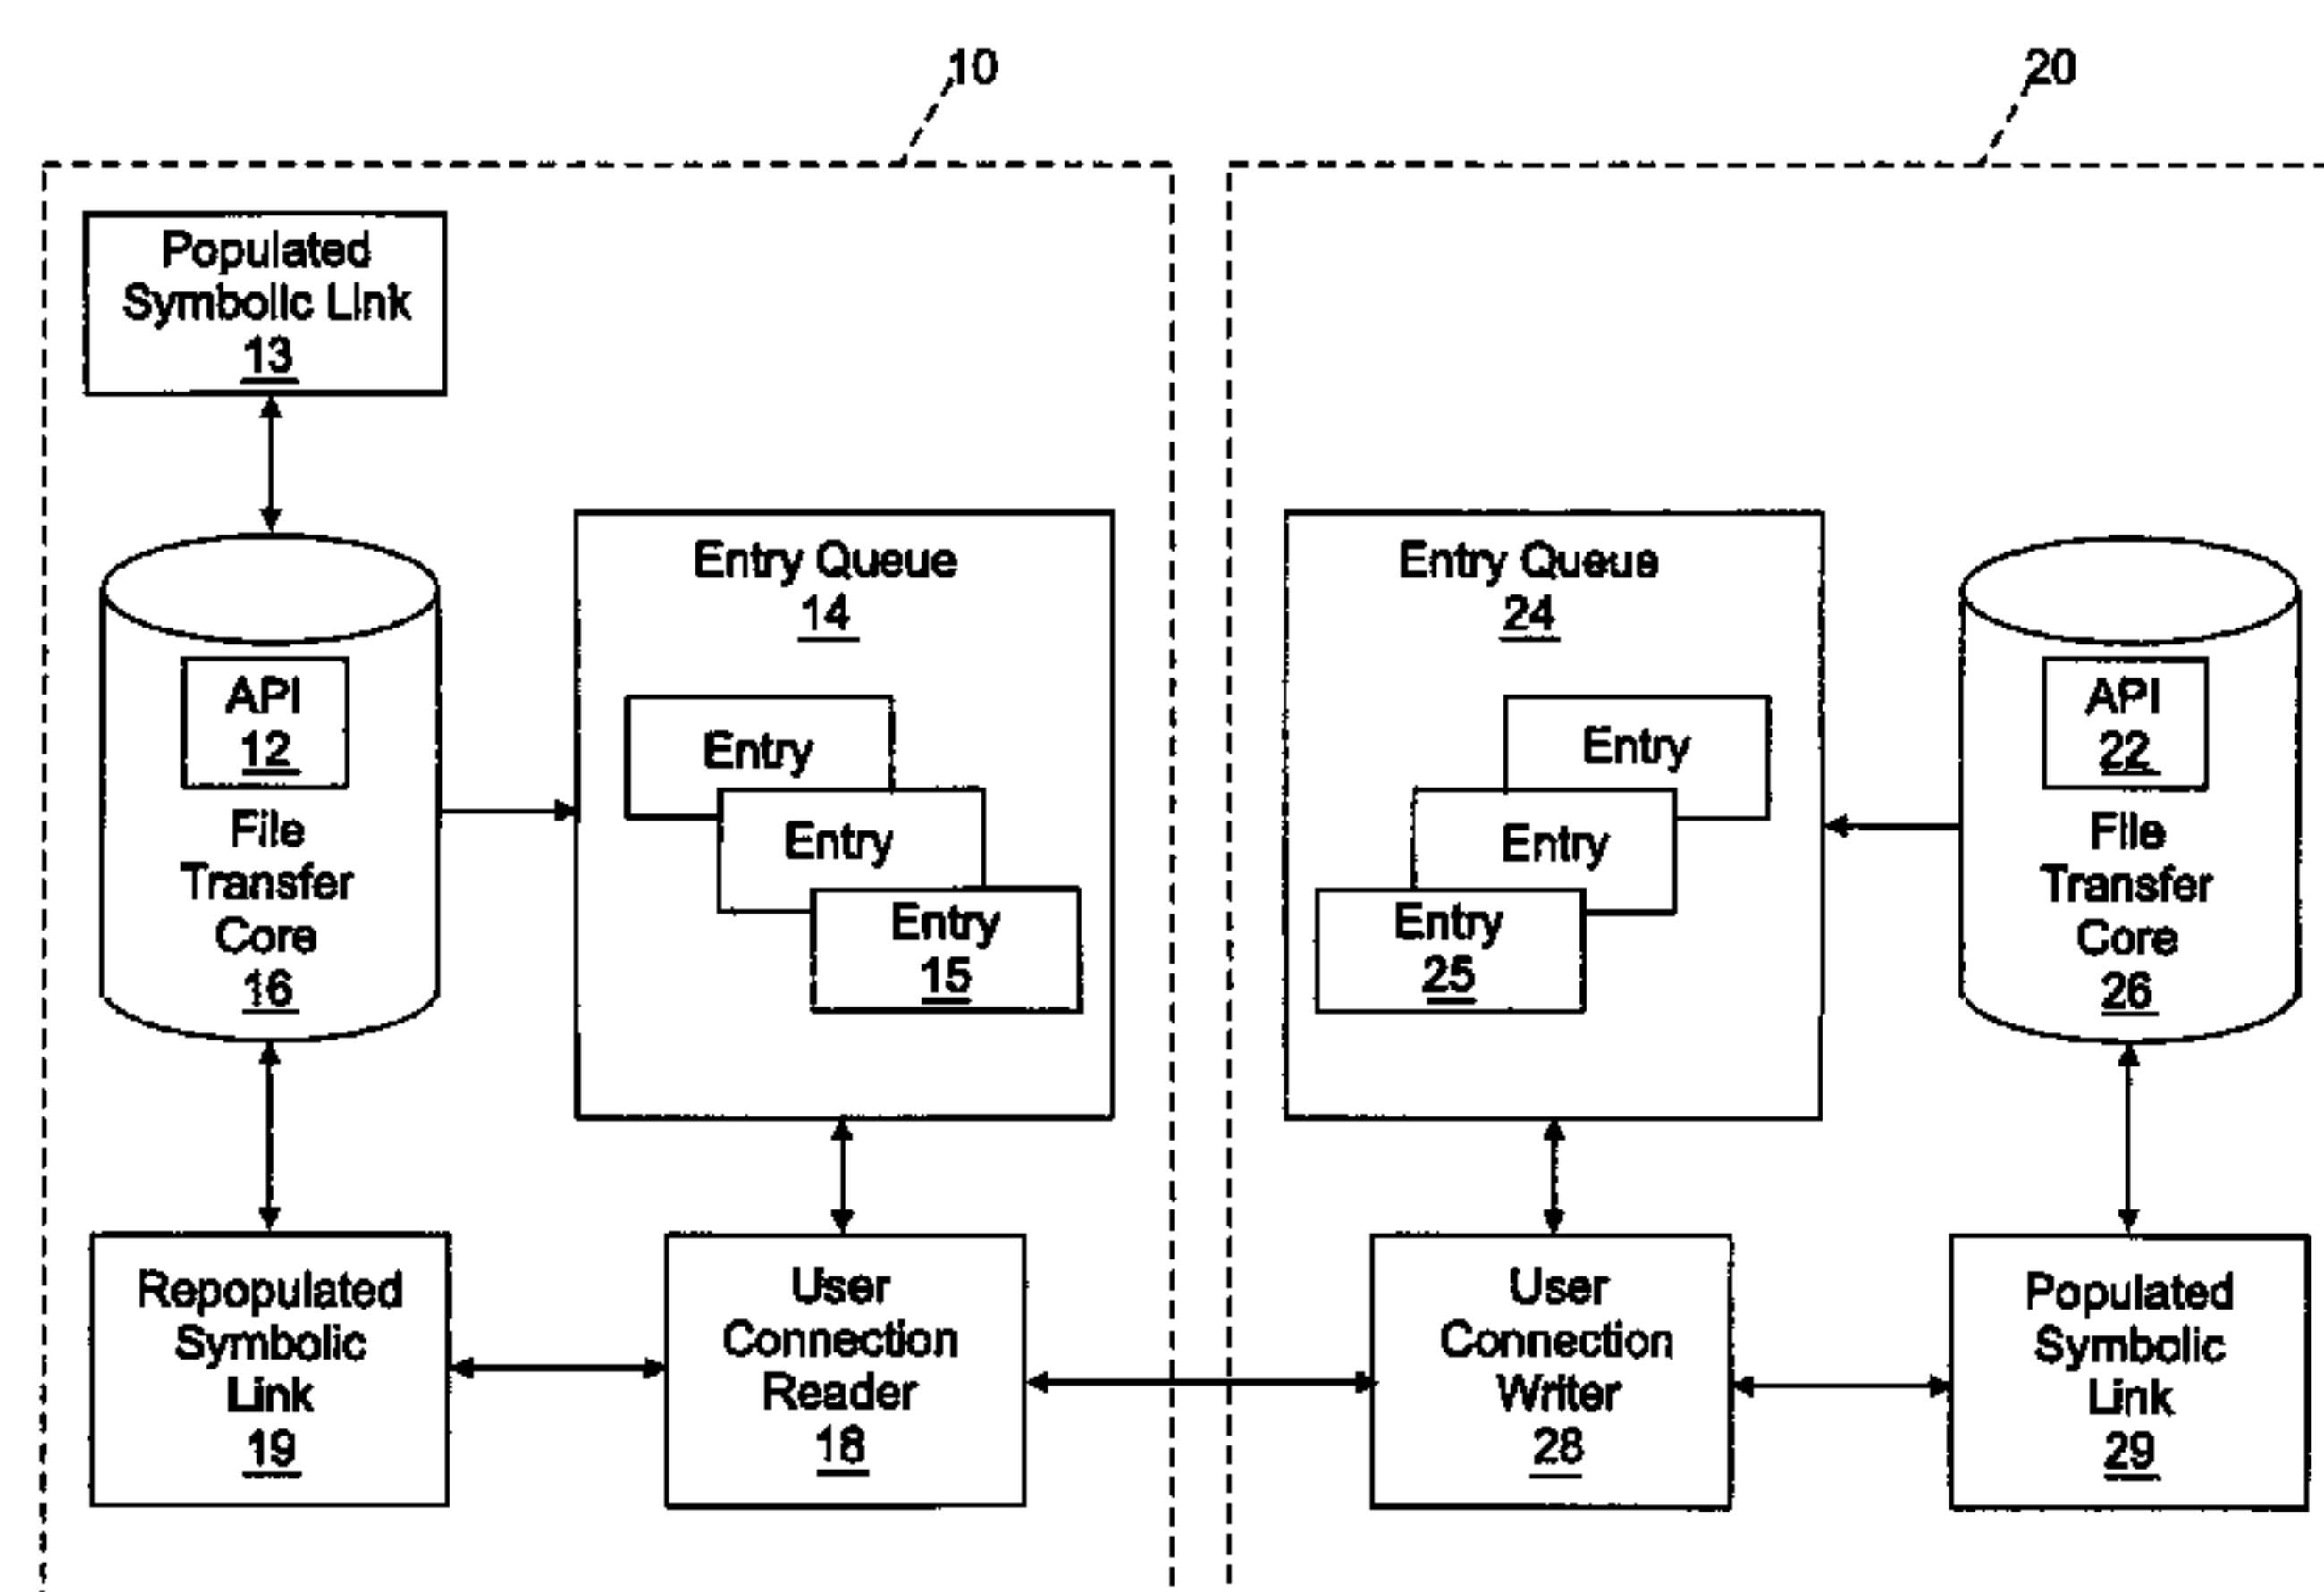 10
20
Populated
Symbolic Link
13
Entry Queue
14
Entry
Entry
Entry
15
API
12
File
Transfer
Core
16
Repopulated
Symbolic
Link
19
User
Connection
Reader
18
Entry Queue
24
Entry
Entry
Entry
25
API
22
File
Transfer
Core
26
User
Connection
Writer
28
Populated
Symbolic
Link
29